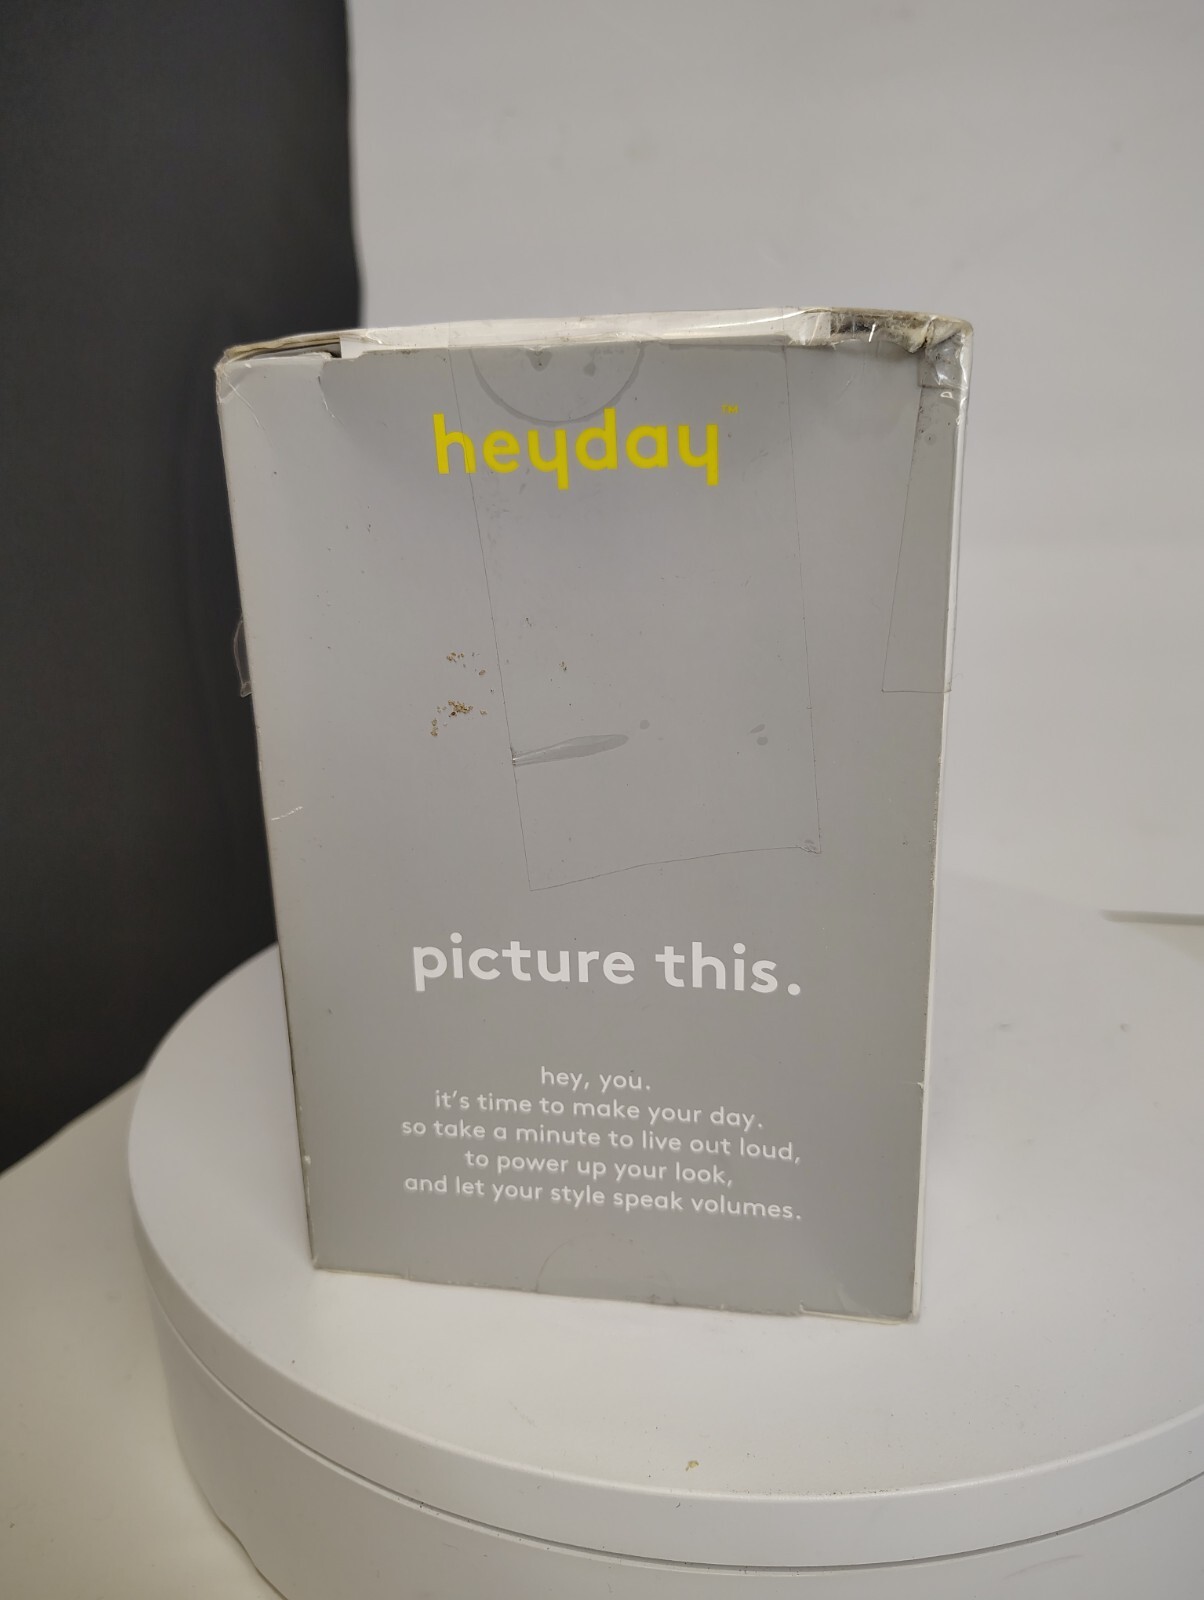 heyday™
picture this.
hey, you.
it's time to make your day.
so take a minute to live out loud,
to power up your look,
and let your style speak volumes.